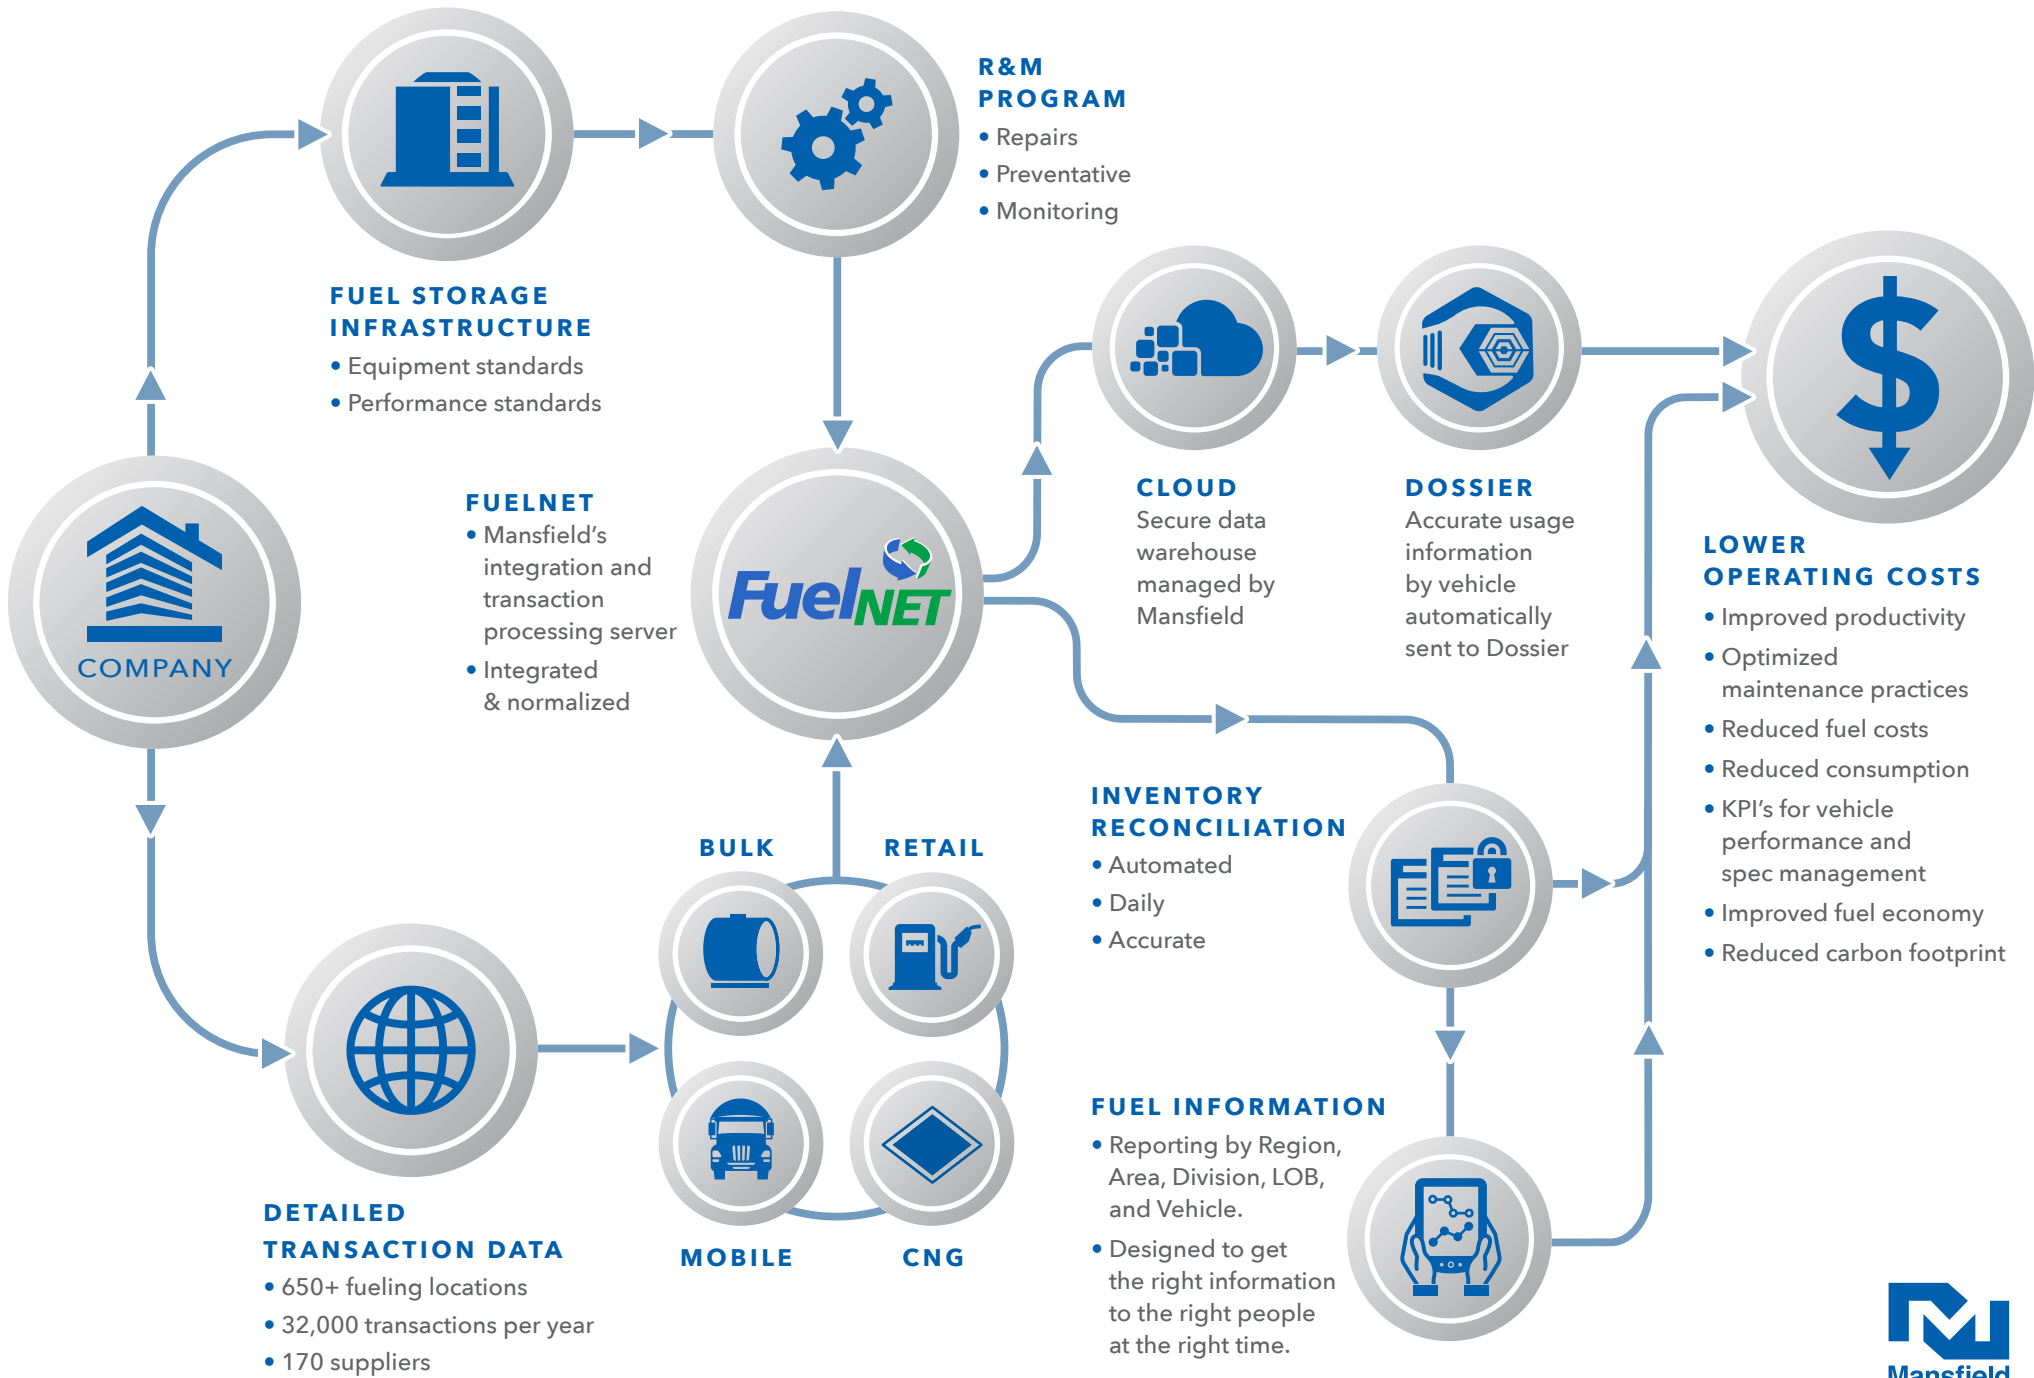 R&M
PROGRAM
• Repairs
• Preventative
• Monitoring
FUEL STORAGE
INFRASTRUCTURE
• Equipment standards
• Performance standards
COMPANY
FUELNET
• Mansfield’s
integration and
transaction
processing server
• Integrated
& normalized
FuelNET
CLOUD
Secure data
warehouse
managed by
Mansfield
DOSSIER
Accurate usage
information
by vehicle
automatically
sent to Dossier
LOWER
OPERATING COSTS
• Improved productivity
• Optimized
maintenance practices
• Reduced fuel costs
• Reduced consumption
• KPI’s for vehicle
performance and
spec management
• Improved fuel economy
• Reduced carbon footprint
INVENTORY
RECONCILIATION
• Automated
• Daily
• Accurate
BULK
RETAIL
MOBILE
CNG
DETAILED
TRANSACTION DATA
• 650+ fueling locations
• 32,000 transactions per year
• 170 suppliers
FUEL INFORMATION
• Reporting by Region,
Area, Division, LOB,
and Vehicle.
• Designed to get
the right information
to the right people
at the right time.
Mansfield